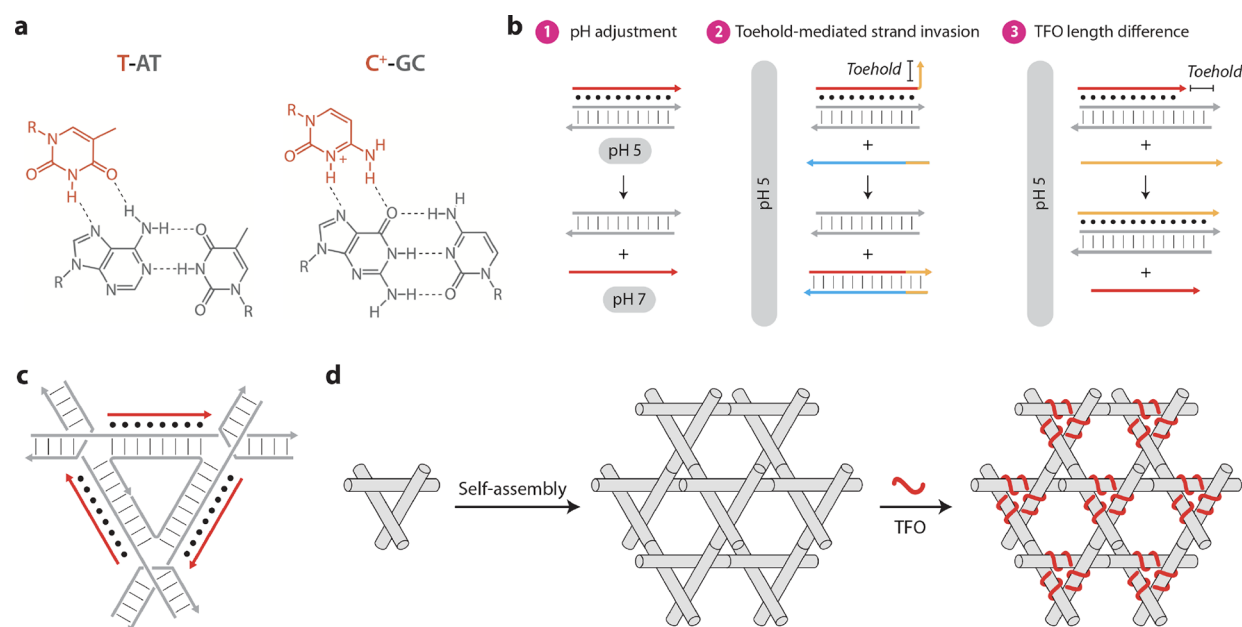 a
T-AT
C+-GC
R
N
O
N
H
O
H
N
H
O
N
N
N
H
N
N
R
N
O
R
R
N
O
N+
H
N
H
H
N
O
H
N
H
N
H
N
N
R
N
N
H
H
O
N
R
b
1 pH adjustment
pH 5
+
pH 7
2 Toehold-mediated strand invasion
pH 5
Toehold
+
+
3 TFO length difference
pH 5
Toehold
+
+
c
d
Self-assembly
TFO